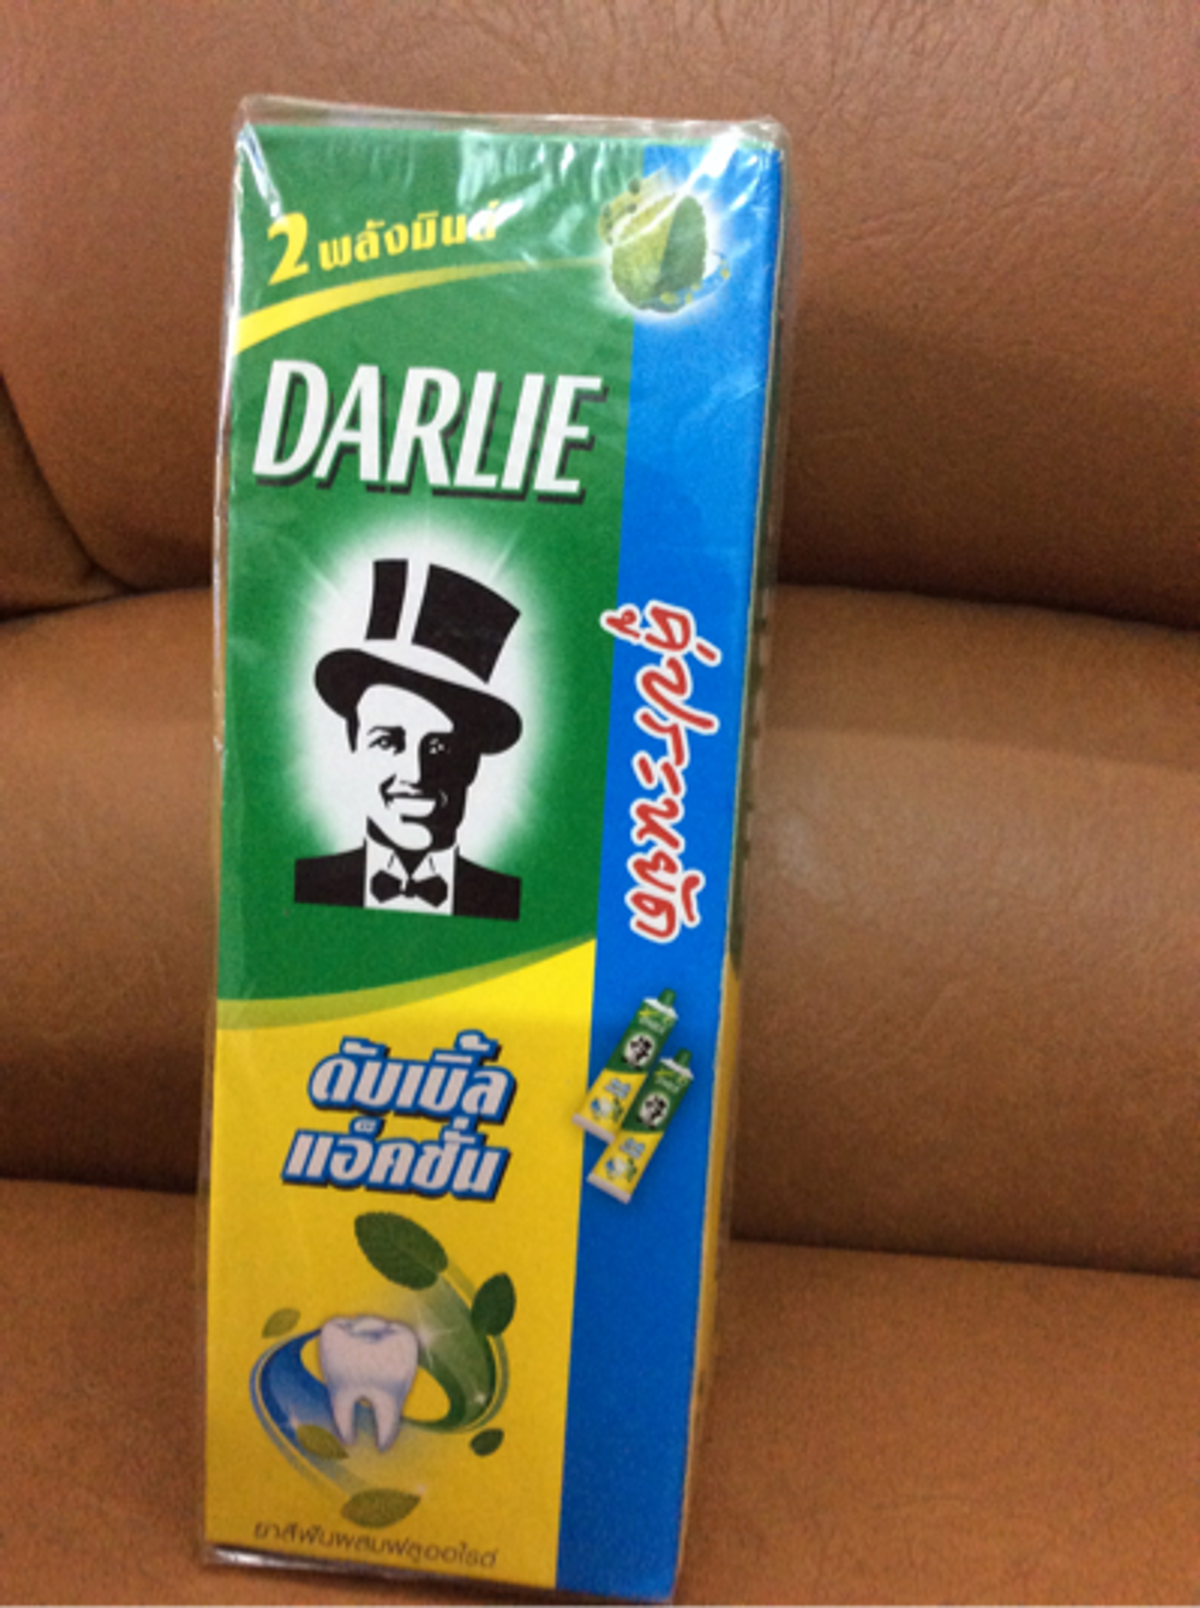 2 พลังมินต์
DARLIE
คู่ประหยัด
ดับเบิ้ล
แอ็คชั่น
ยาสีฟันผสมฟลูออไรด์